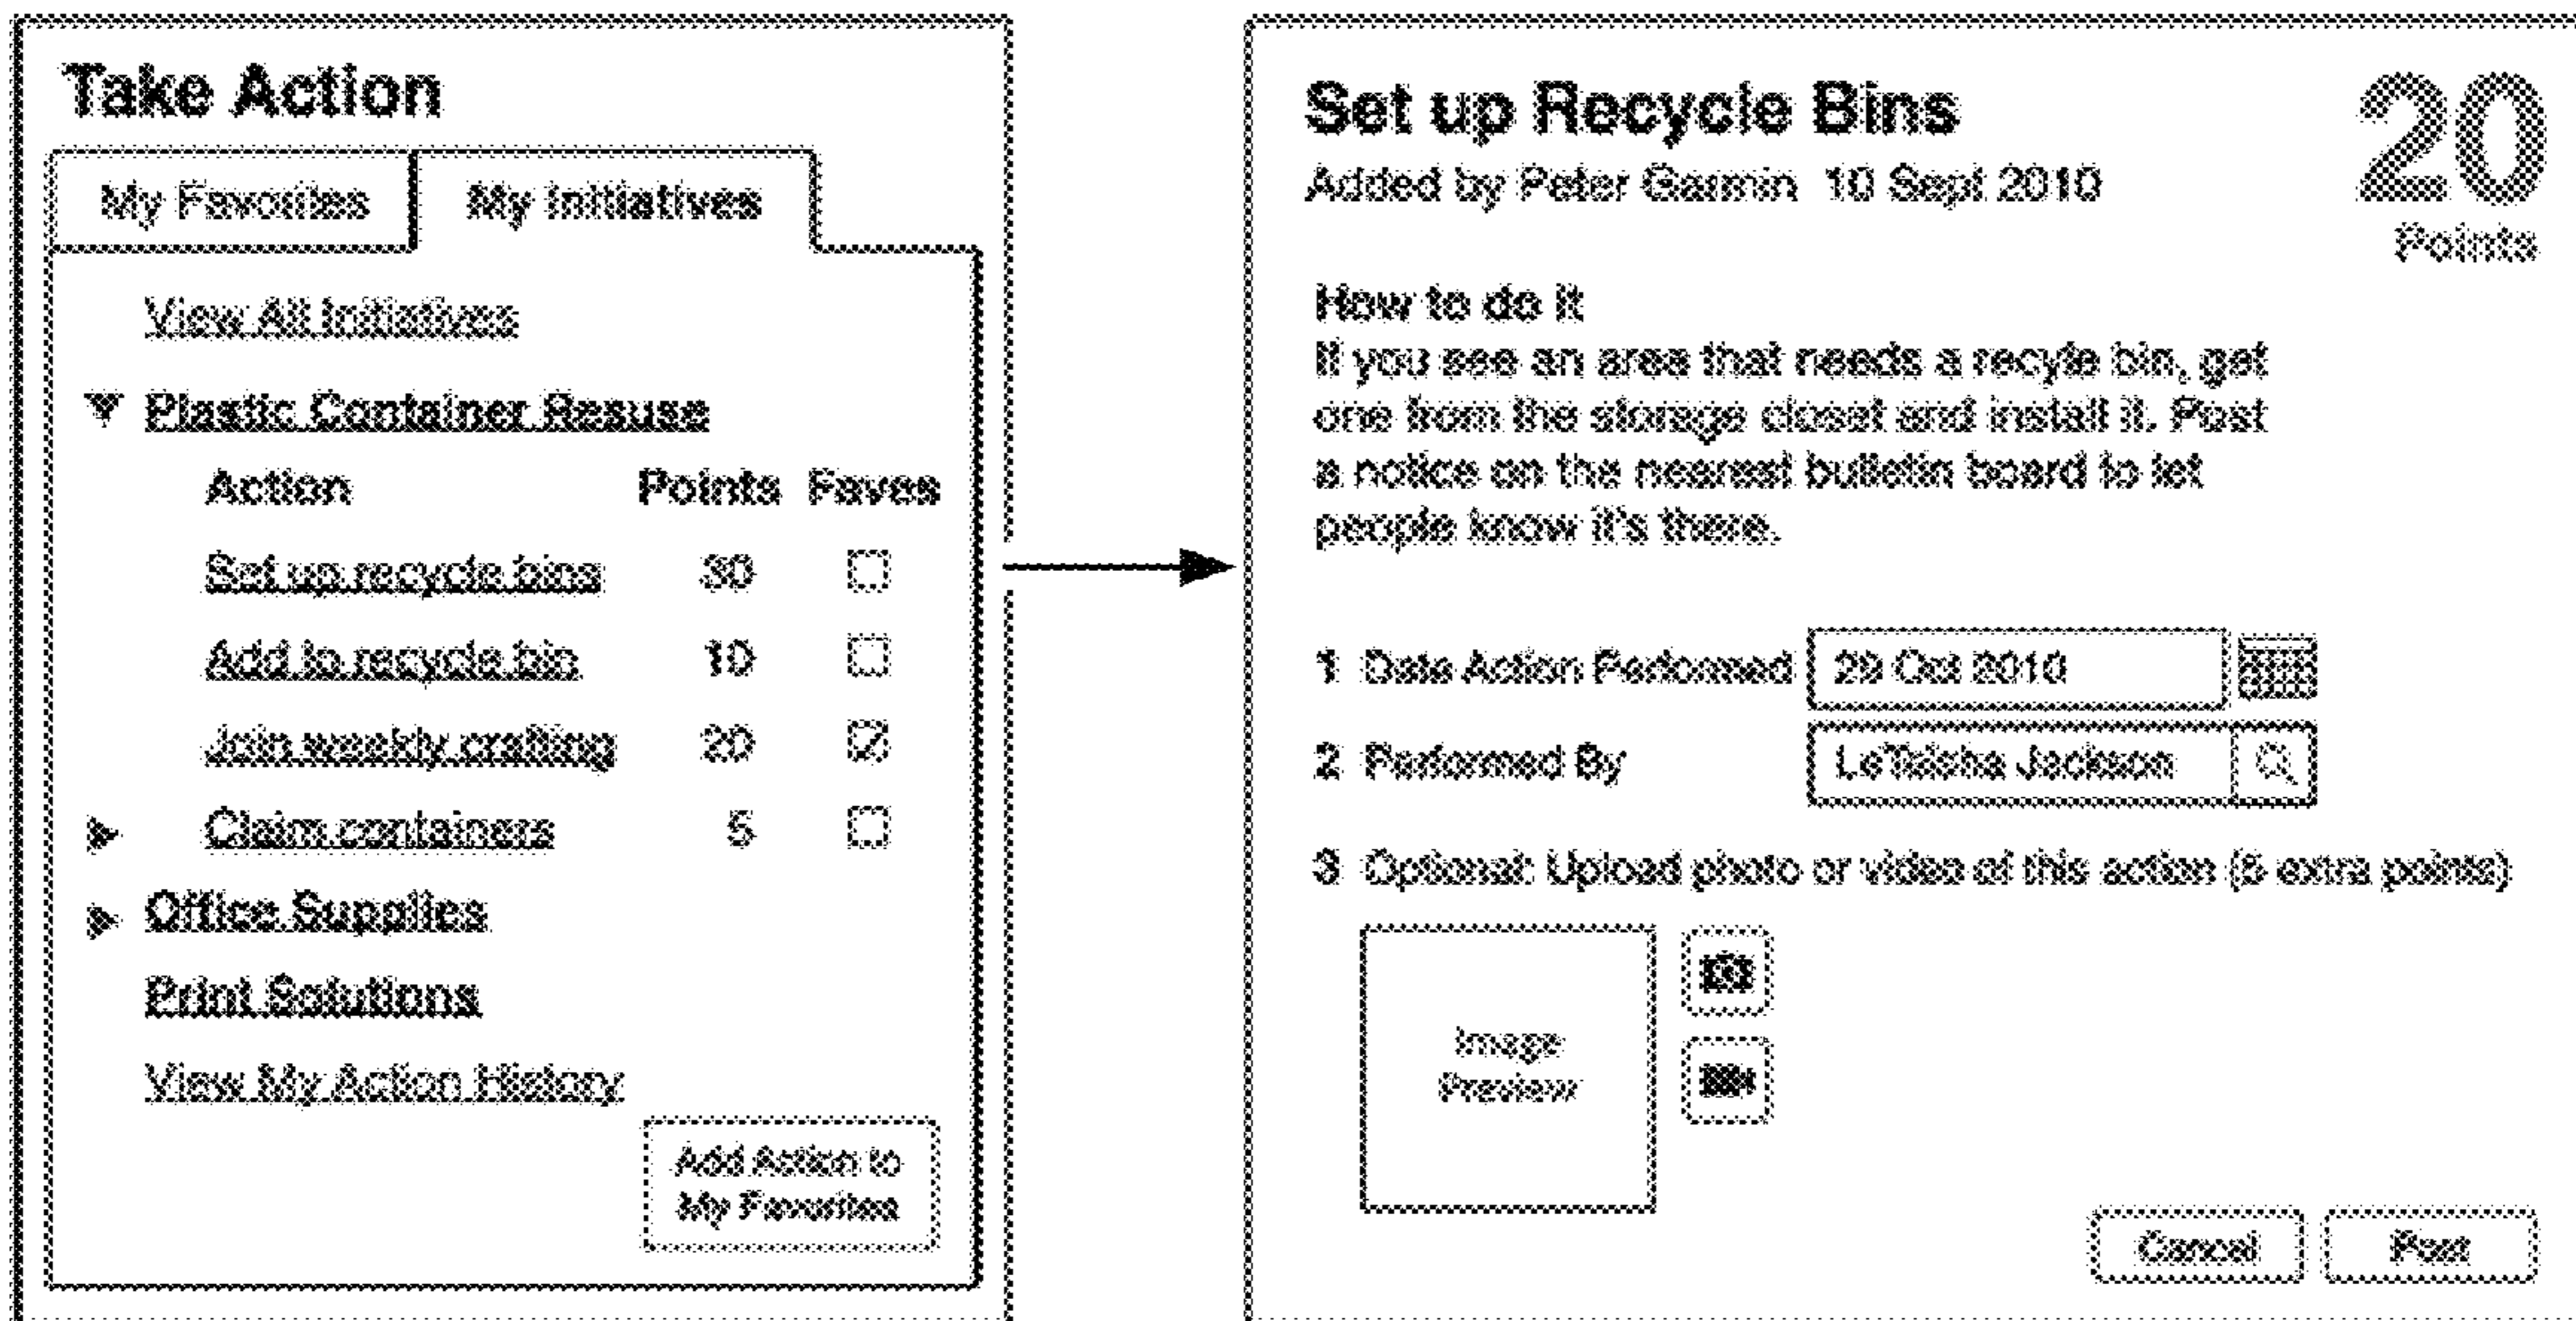 Take Action
My Favorites My Initiatives
View All Initiatives
Plastic Container Resuse
Action Points Faves
Set up recycle bins 30
Add to recycle bin 10
Join weekly crafting 20
Claim containers 5
Office Supplies
Print Solutions
View My Action History
Add Action to
My Favorites
Set up Recycle Bins
20
Added by Peter Garmin 10 Sept 2010
Points
How to do it
If you see an area that needs a recyle bin, get
one from the storage closet and install it. Post
a notice on the nearest bulletin board to let
people know it's there.
1 Date Action Performed 29 Oct 2010
2 Performed By Jackson
3 Optional: Upload photo or video of this action (5 extra points)
Image
Preview
Cancel Post